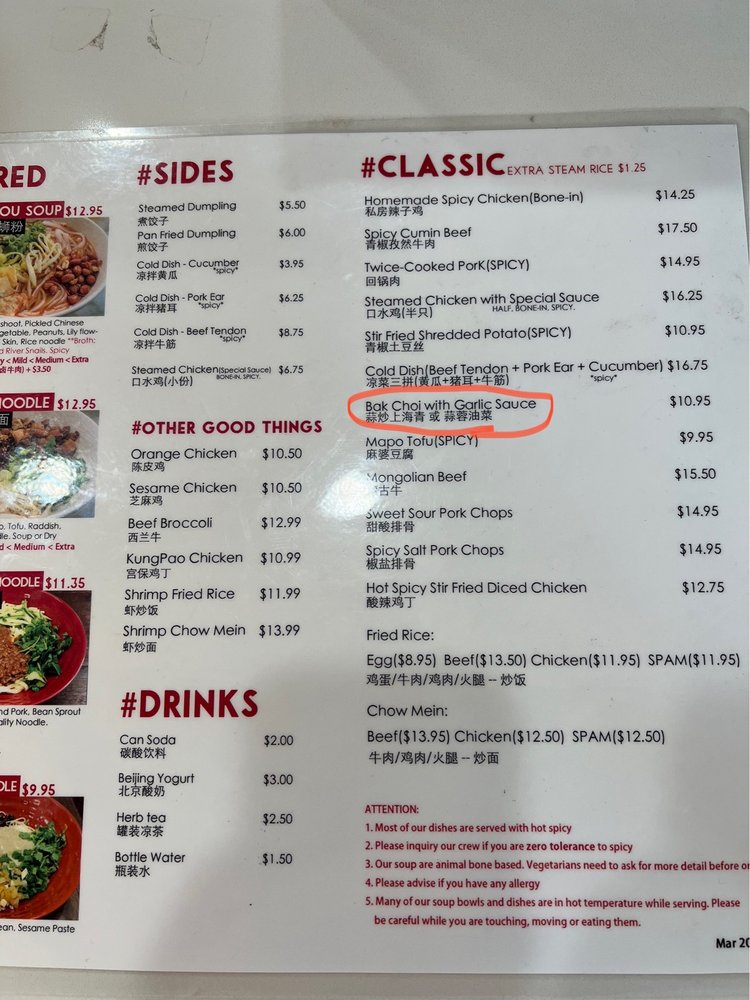 RED
OU SOUP $12.95
shoot, Pickled Chinese
getable, Peanuts, Lily flow-
Skin, Rice noodle **Broth:
d River Snails. Spicy
y < Mild < Medium < Extra
卤牛肉) + $3.50
NOODLE $12.95
面
o, Tofu, Raddish,
dle. Soup or Dry
d < Medium < Extra
NOODLE $11.35
nd Pork, Bean Sprout
ality Noodle.
DLE $9.95
ean, Sesame Paste
#SIDES
Steamed Dumpling $5.50
煮饺子
Pan Fried Dumpling $6.00
煎饺子
Cold Dish - Cucumber $3.95
凉拌黄瓜 *spicy*
Cold Dish - Pork Ear $6.25
凉拌猪耳 *spicy*
Cold Dish - Beef Tendon $8.75
凉拌牛筋 *spicy*
Steamed Chicken(Special Sauce) $6.75
口水鸡(小份) BONE-IN, SPICY.
#OTHER GOOD THINGS
Orange Chicken $10.50
陈皮鸡
Sesame Chicken $10.50
芝麻鸡
Beef Broccoli $12.99
西兰牛
KungPao Chicken $10.99
宫保鸡丁
Shrimp Fried Rice $11.99
虾炒饭
Shrimp Chow Mein $13.99
虾炒面
#DRINKS
Can Soda $2.00
碳酸饮料
Beijing Yogurt $3.00
北京酸奶
Herb tea $2.50
罐装凉茶
Bottle Water $1.50
瓶装水
#CLASSIC EXTRA STEAM RICE $1.25
Homemade Spicy Chicken(Bone-in) $14.25
私房辣子鸡
Spicy Cumin Beef $17.50
青椒孜然牛肉
Twice-Cooked PorK(SPICY) $14.95
回锅肉
Steamed Chicken with Special Sauce $16.25
口水鸡(半只) HALF, BONE-IN, SPICY.
Stir Fried Shredded Potato(SPICY) $10.95
青椒土豆丝
Cold Dish(Beef Tendon + Pork Ear + Cucumber) $16.75
凉菜三拼(黄瓜+猪耳+牛筋) *spicy*
Bak Choi with Garlic Sauce $10.95
蒜炒上海青 或 蒜蓉油菜
Mapo Tofu(SPICY) $9.95
麻婆豆腐
Mongolian Beef $15.50
古牛
Sweet Sour Pork Chops $14.95
甜酸排骨
Spicy Salt Pork Chops $14.95
椒盐排骨
Hot Spicy Stir Fried Diced Chicken $12.75
酸辣鸡丁
Fried Rice:
Egg($8.95) Beef($13.50) Chicken($11.95) SPAM($11.95)
鸡蛋/牛肉/鸡肉/火腿 -- 炒饭
Chow Mein:
Beef($13.95) Chicken($12.50) SPAM($12.50)
牛肉/鸡肉/火腿 -- 炒面
ATTENTION:
1. Most of our dishes are served with hot spicy
2. Please inquiry our crew if you are zero tolerance to spicy
3. Our soup are animal bone based. Vegetarians need to ask for more detail before or
4. Please advise if you have any allergy
5. Many of our soup bowls and dishes are in hot temperature while serving. Please
be careful while you are touching, moving or eating them.
Mar 20